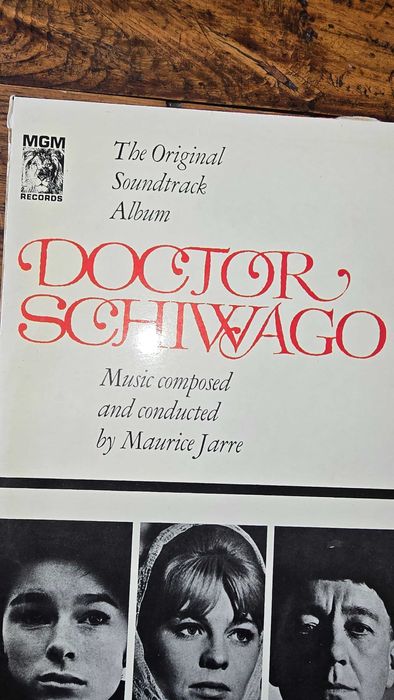 MGM
RECORDS
The Original
Soundtrack
Album
DOCTOR
SCHIWAGO
Music composed
and conducted
by Maurice Jarre